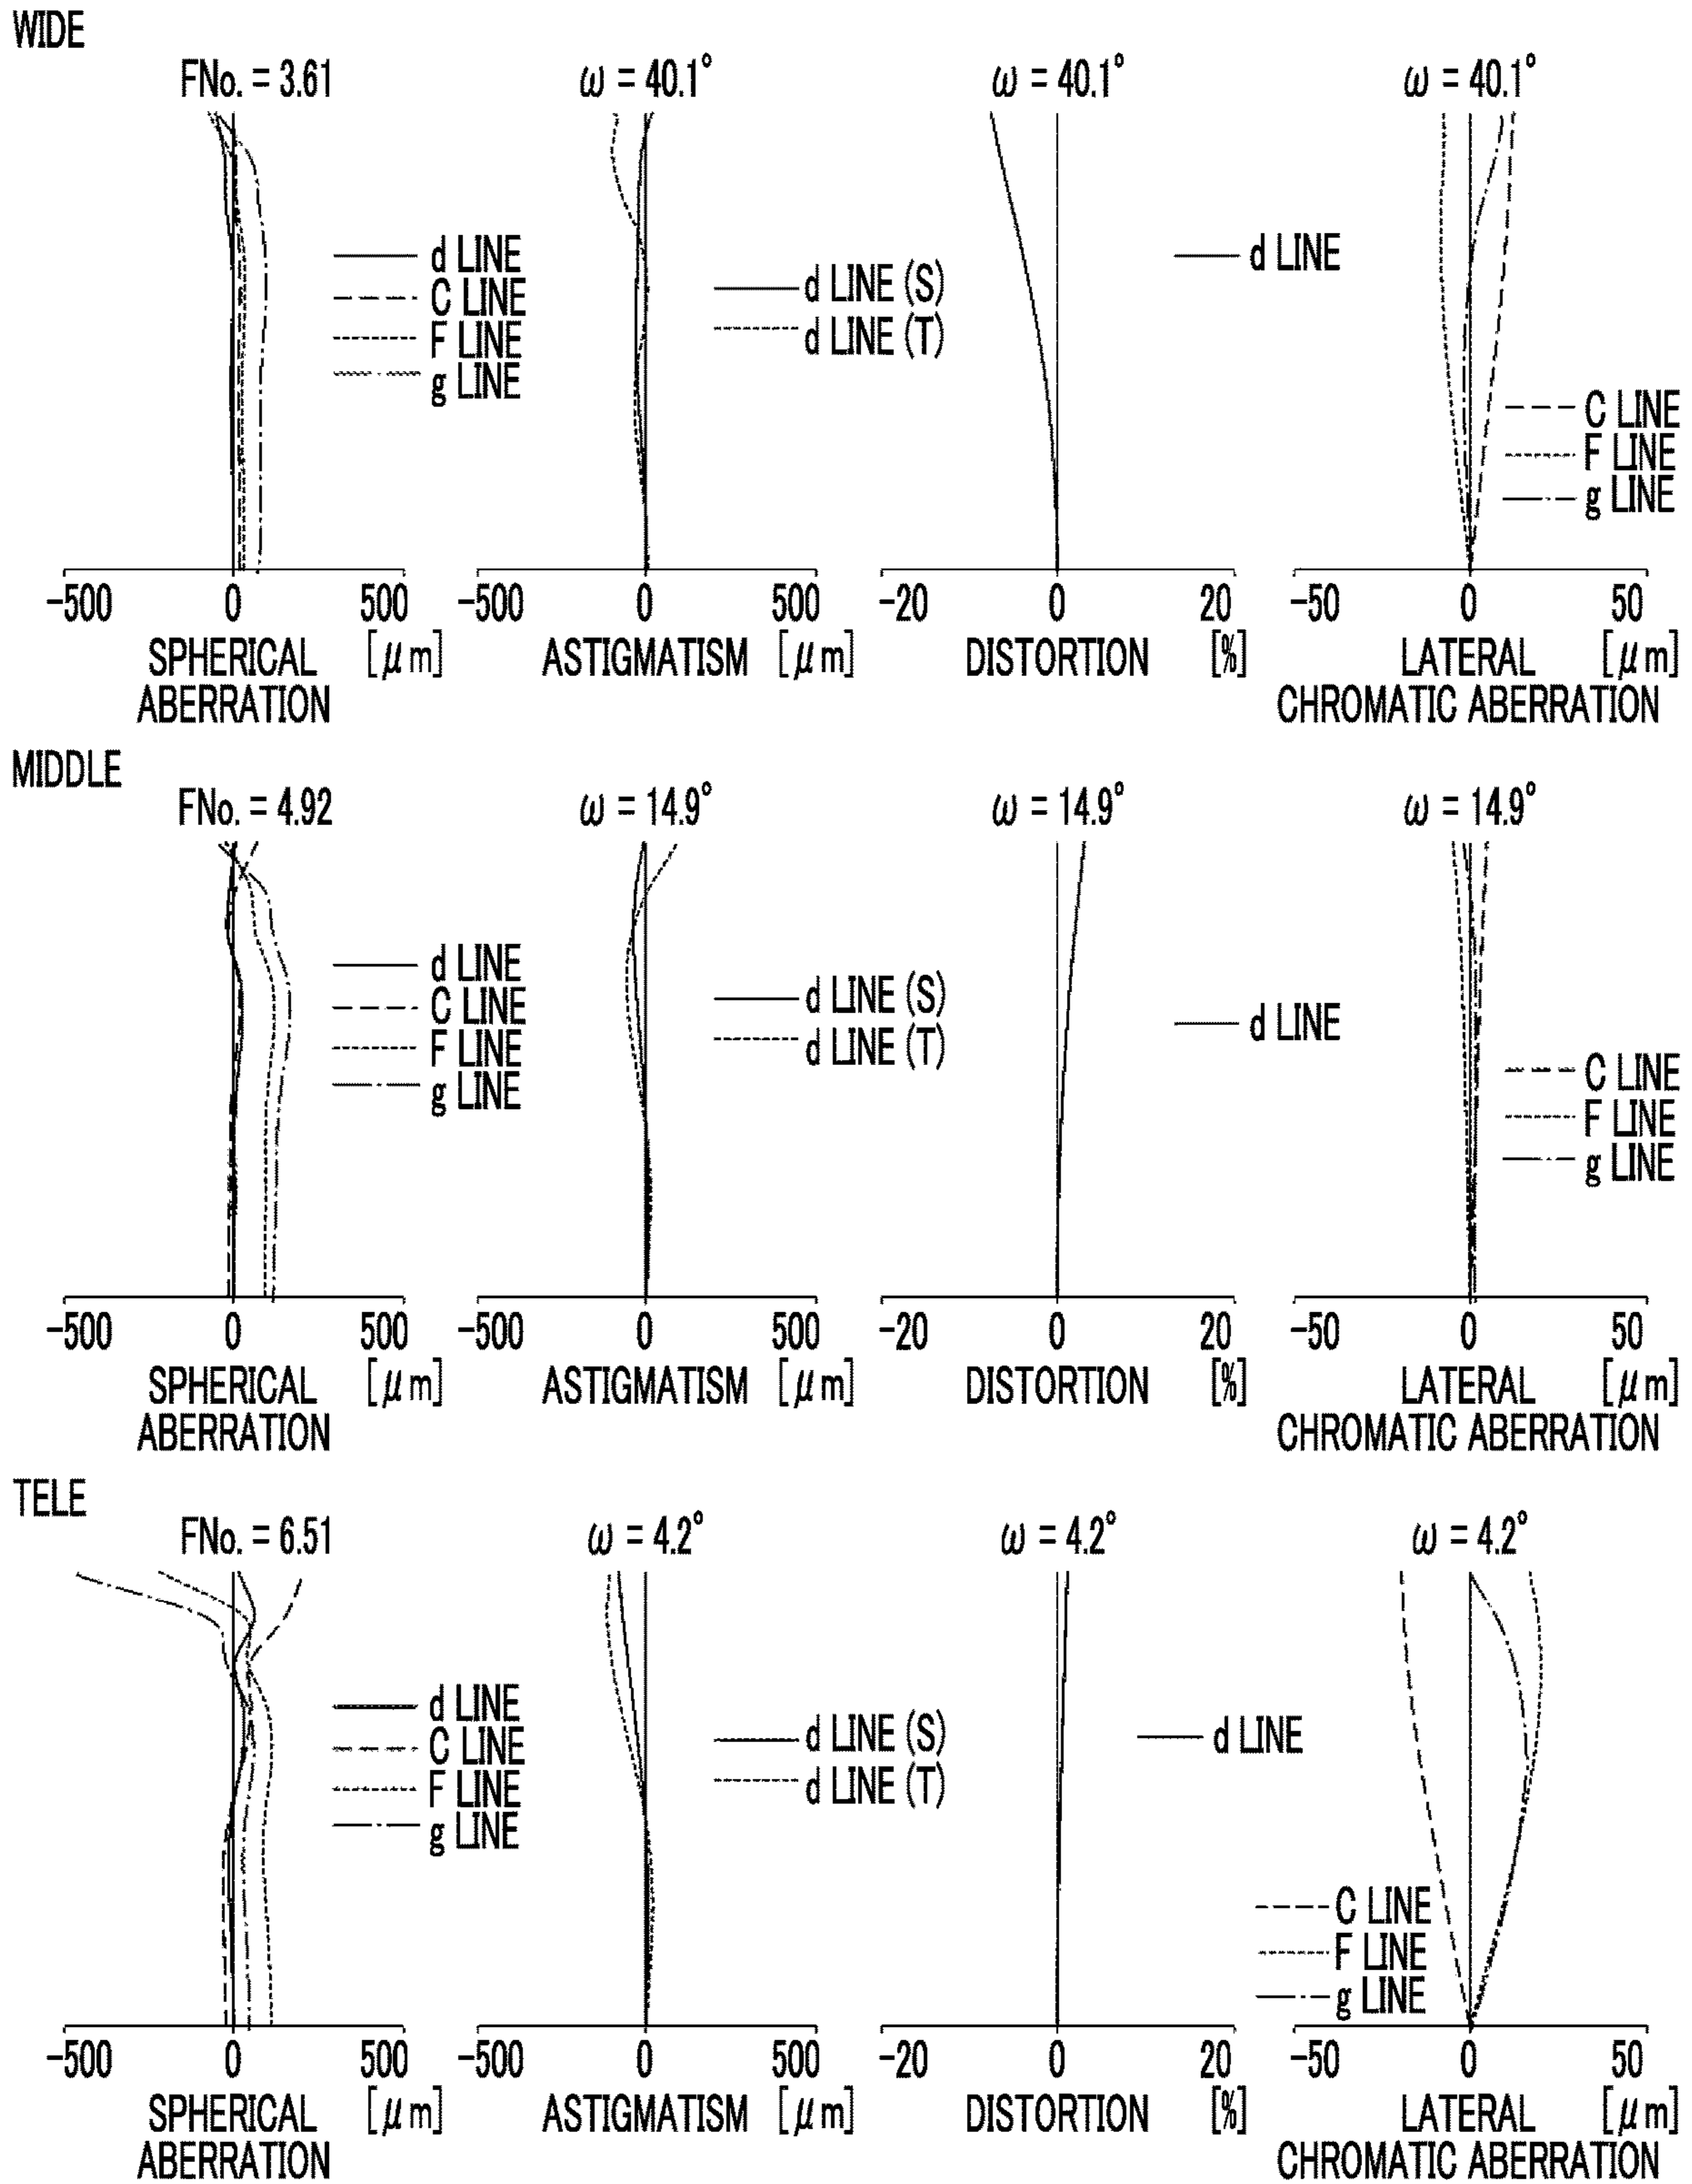 WIDE
FNo. = 3.61
ω = 40.1°
ω = 40.1°
ω = 40.1°
d LINE
C LINE
F LINE
g LINE
d LINE (S)
d LINE (T)
d LINE
C LINE
F LINE
g LINE
-500 0 500
-500 0 500
-20 0 20
-50 0 50
SPHERICAL [μm]
ABERRATION
ASTIGMATISM [μm]
DISTORTION [%]
LATERAL [μm]
CHROMATIC ABERRATION
MIDDLE
FNo. = 4.92
ω = 14.9°
ω = 14.9°
ω = 14.9°
d LINE
C LINE
F LINE
g LINE
d LINE (S)
d LINE (T)
d LINE
C LINE
F LINE
g LINE
-500 0 500
-500 0 500
-20 0 20
-50 0 50
SPHERICAL [μm]
ABERRATION
ASTIGMATISM [μm]
DISTORTION [%]
LATERAL [μm]
CHROMATIC ABERRATION
TELE
FNo. = 6.51
ω = 4.2°
ω = 4.2°
ω = 4.2°
d LINE
C LINE
F LINE
g LINE
d LINE (S)
d LINE (T)
d LINE
C LINE
F LINE
g LINE
-500 0 500
-500 0 500
-20 0 20
-50 0 50
SPHERICAL [μm]
ABERRATION
ASTIGMATISM [μm]
DISTORTION [%]
LATERAL [μm]
CHROMATIC ABERRATION